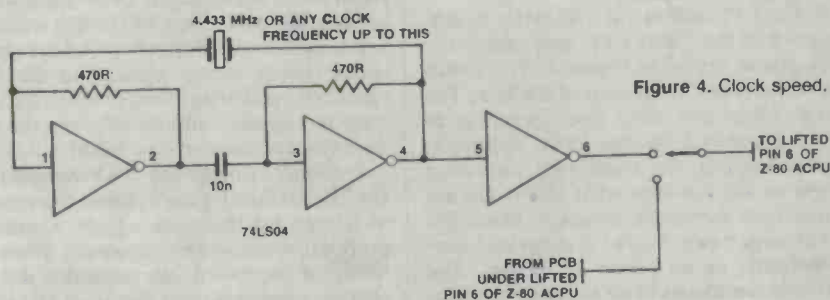 4.433 MHz OR ANY CLOCK
FREQUENCY UP TO THIS
470R
470R
Figure 4. Clock speed.
1
2
3
4
5
6
10n
74LS04
TO LIFTED
PIN 6 OF
Z-80 ACPU
FROM PCB
UNDER LIFTED
PIN 6 OF Z-80 ACPU